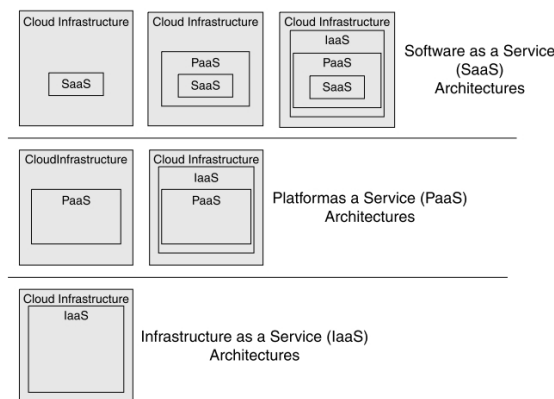 Cloud Infrastructure
SaaS
Cloud Infrastructure
PaaS
SaaS
Cloud Infrastructure
IaaS
PaaS
SaaS
Software as a Service
(SaaS)
Architectures
CloudInfrastructure
PaaS
Cloud Infrastructure
IaaS
PaaS
Platformas a Service (PaaS)
Architectures
Cloud Infrastructure
IaaS
Infrastructure as a Service (IaaS)
Architectures